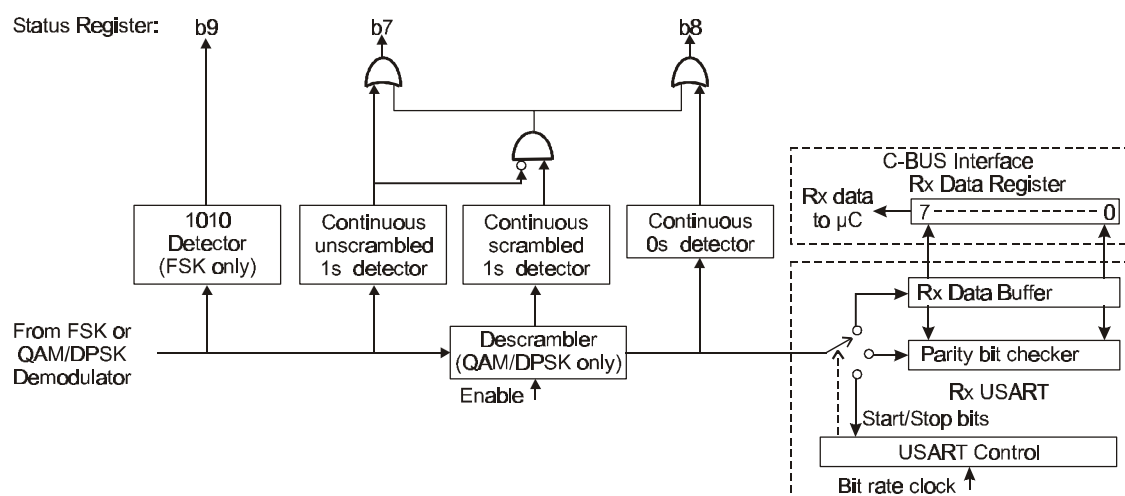 Status Register: b9 b7 b8
C-BUS Interface
Rx Data Register
Rx data
to µC
7 0
1010
Detector
(FSK only)
Continuous
unscrambled
1s detector
Continuous
scrambled
1s detector
Continuous
0s detector
Rx Data Buffer
From FSK or
QAM/DPSK
Demodulator
Descrambler
(QAM/DPSK only)
Enable
Parity bit checker
Rx USART
Start/Stop bits
USART Control
Bit rate clock